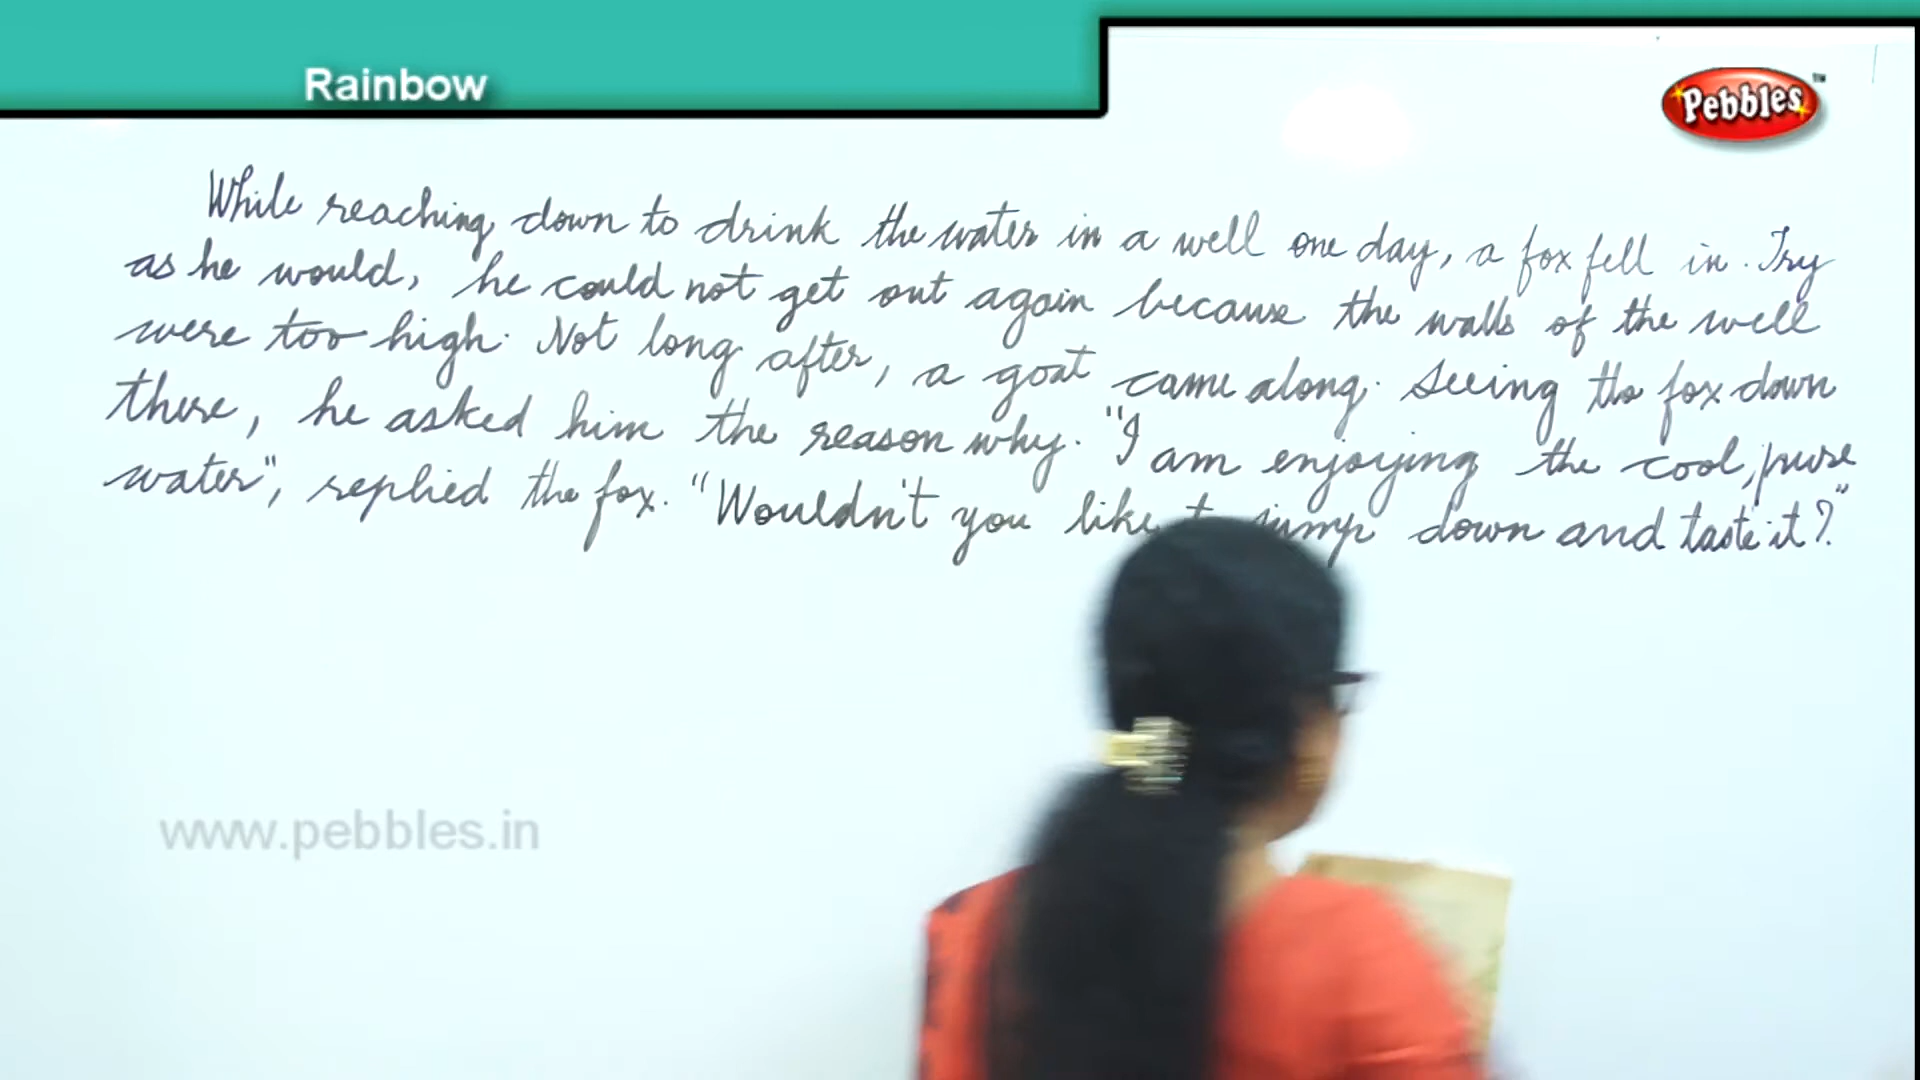 Rainbow
Pebbles™
While reaching down to drink the water in a well one day, a fox fell in. Try
as he would, he could not get out again because the walls of the well
were too high. Not long after, a goat came along. Seeing the fox down
there, he asked him the reason why. "I am enjoying the cool, pure
water", replied the fox. "Wouldn't you like to jump down and taste it?"
www.pebbles.in